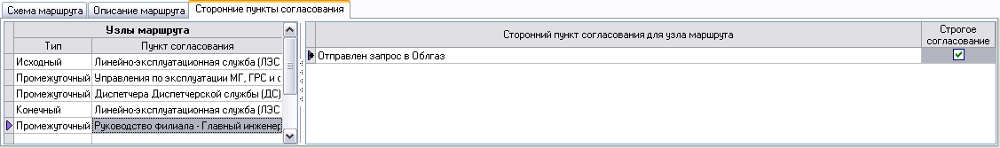 Схема маршрута Описание маршрута Сторонние пункты согласования
Узлы маршрута
Тип Пункт согласования
Исходный Линейно-эксплуатационная служба (ЛЭС
Промежуточный Управления по эксплуатации МГ, ГРС и с
Промежуточный Диспетчера Диспетчерской службы (ДС)
Конечный Линейно-эксплуатационная служба (ЛЭС
Промежуточный Руководство Филиала - Главный инженер
Сторонний пункт согласования для узла маршрута
Строгое
согласование
Отправлен запрос в Облгаз